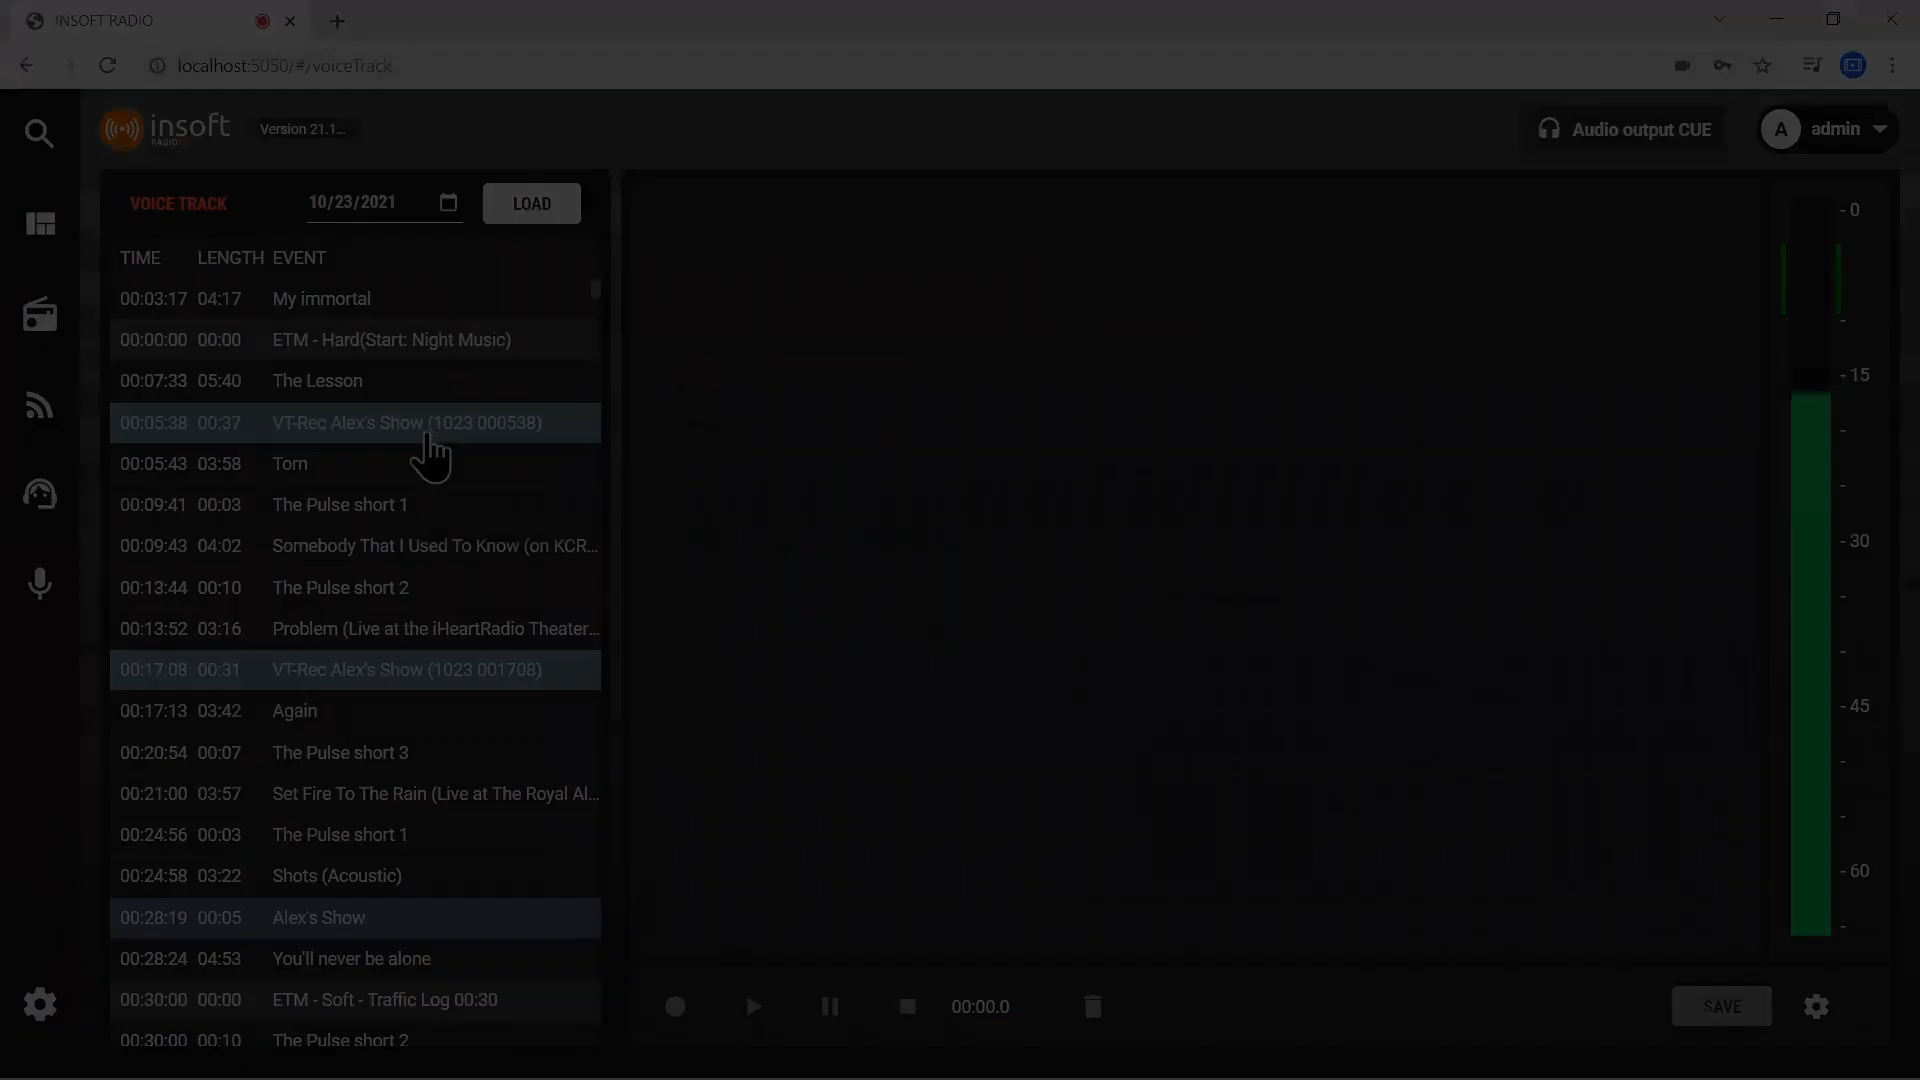 INSOFT RADIO
localhost:5050/#/voiceTrack
insoft
RADIO
Version 21.1...
Audio output CUE
A
admin
VOICE TRACK
10/23/2021
LOAD
TIME LENGTH EVENT
00:03:17 04:17 My immortal
00:00:00 00:00 ETM - Hard(Start: Night Music)
00:07:33 05:40 The Lesson
00:05:38 00:37 VT-Rec Alex's Show (1023 000538)
00:05:43 03:58 Torn
00:09:41 00:03 The Pulse short 1
00:09:43 04:02 Somebody That I Used To Know (on KCR...
00:13:44 00:10 The Pulse short 2
00:13:52 03:16 Problem (Live at the iHeartRadio Theater...
00:17:08 00:31 VT-Rec Alex's Show (1023 001708)
00:17:13 03:42 Again
00:20:54 00:07 The Pulse short 3
00:21:00 03:57 Set Fire To The Rain (Live at The Royal Al...
00:24:56 00:03 The Pulse short 1
00:24:58 03:22 Shots (Acoustic)
00:28:19 00:05 Alex's Show
00:28:24 04:53 You'll never be alone
00:30:00 00:00 ETM - Soft - Traffic Log 00:30
00:30:00 00:10 The Pulse short 2
- 0
-
- 15
-
-
- 30
-
-
- 45
-
-
- 60
-
00:00.0
SAVE